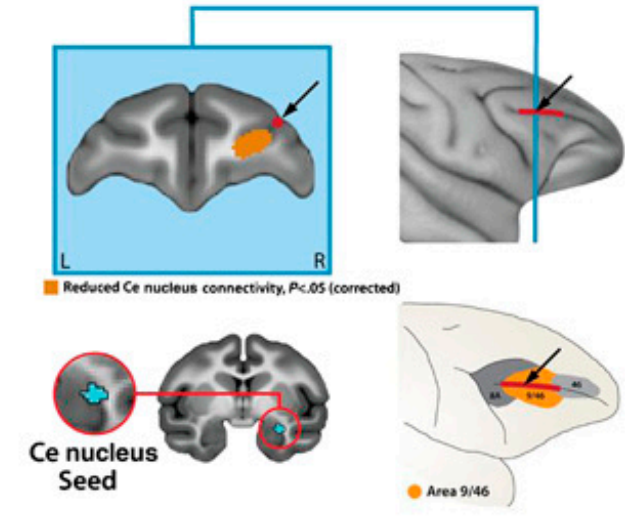 L
R
Reduced Ce nucleus connectivity, P<.05 (corrected)
Ce nucleus
Seed
8A
9/46
46
Area 9/46